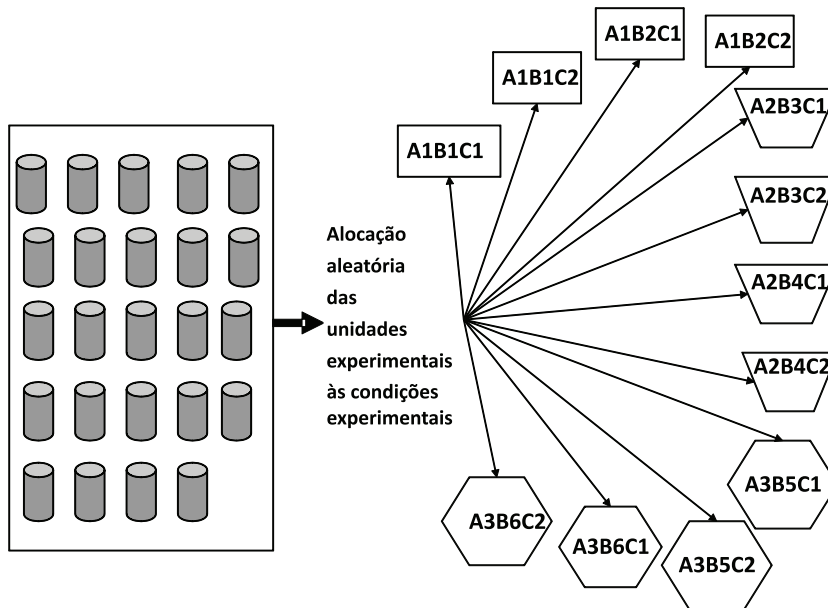 Alocação
aleatória
das
unidades
experimentais
às condições
experimentais
A1B1C1
A1B1C2
A1B2C1
A1B2C2
A2B3C1
A2B3C2
A2B4C1
A2B4C2
A3B5C1
A3B5C2
A3B6C1
A3B6C2